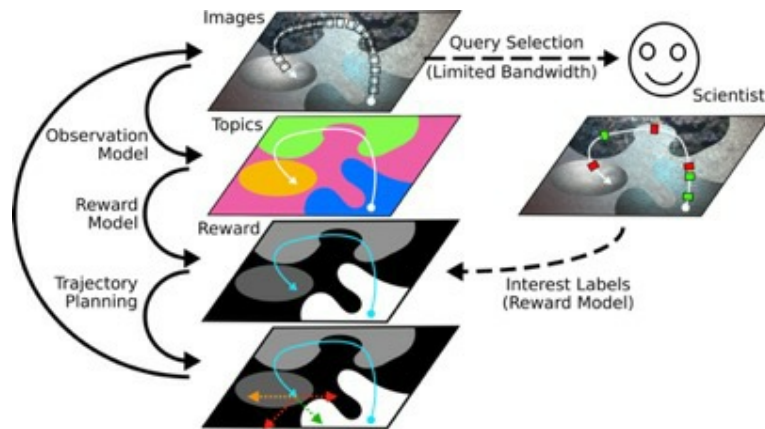 Images
Query Selection
(Limited Bandwidth)
Scientist
Observation
Model
Topics
Reward
Model
Reward
Trajectory
Planning
Interest Labels
(Reward Model)